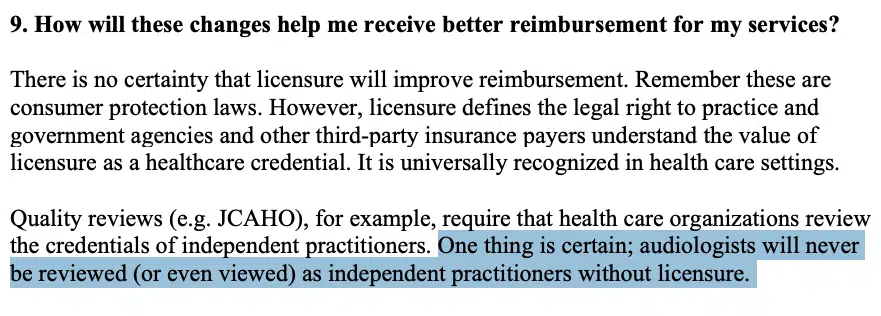 9. How will these changes help me receive better reimbursement for my services?
There is no certainty that licensure will improve reimbursement. Remember these are
consumer protection laws. However, licensure defines the legal right to practice and
government agencies and other third-party insurance payers understand the value of
licensure as a healthcare credential. It is universally recognized in health care settings.
Quality reviews (e.g. JCAHO), for example, require that health care organizations review
the credentials of independent practitioners. One thing is certain; audiologists will never
be reviewed (or even viewed) as independent practitioners without licensure.